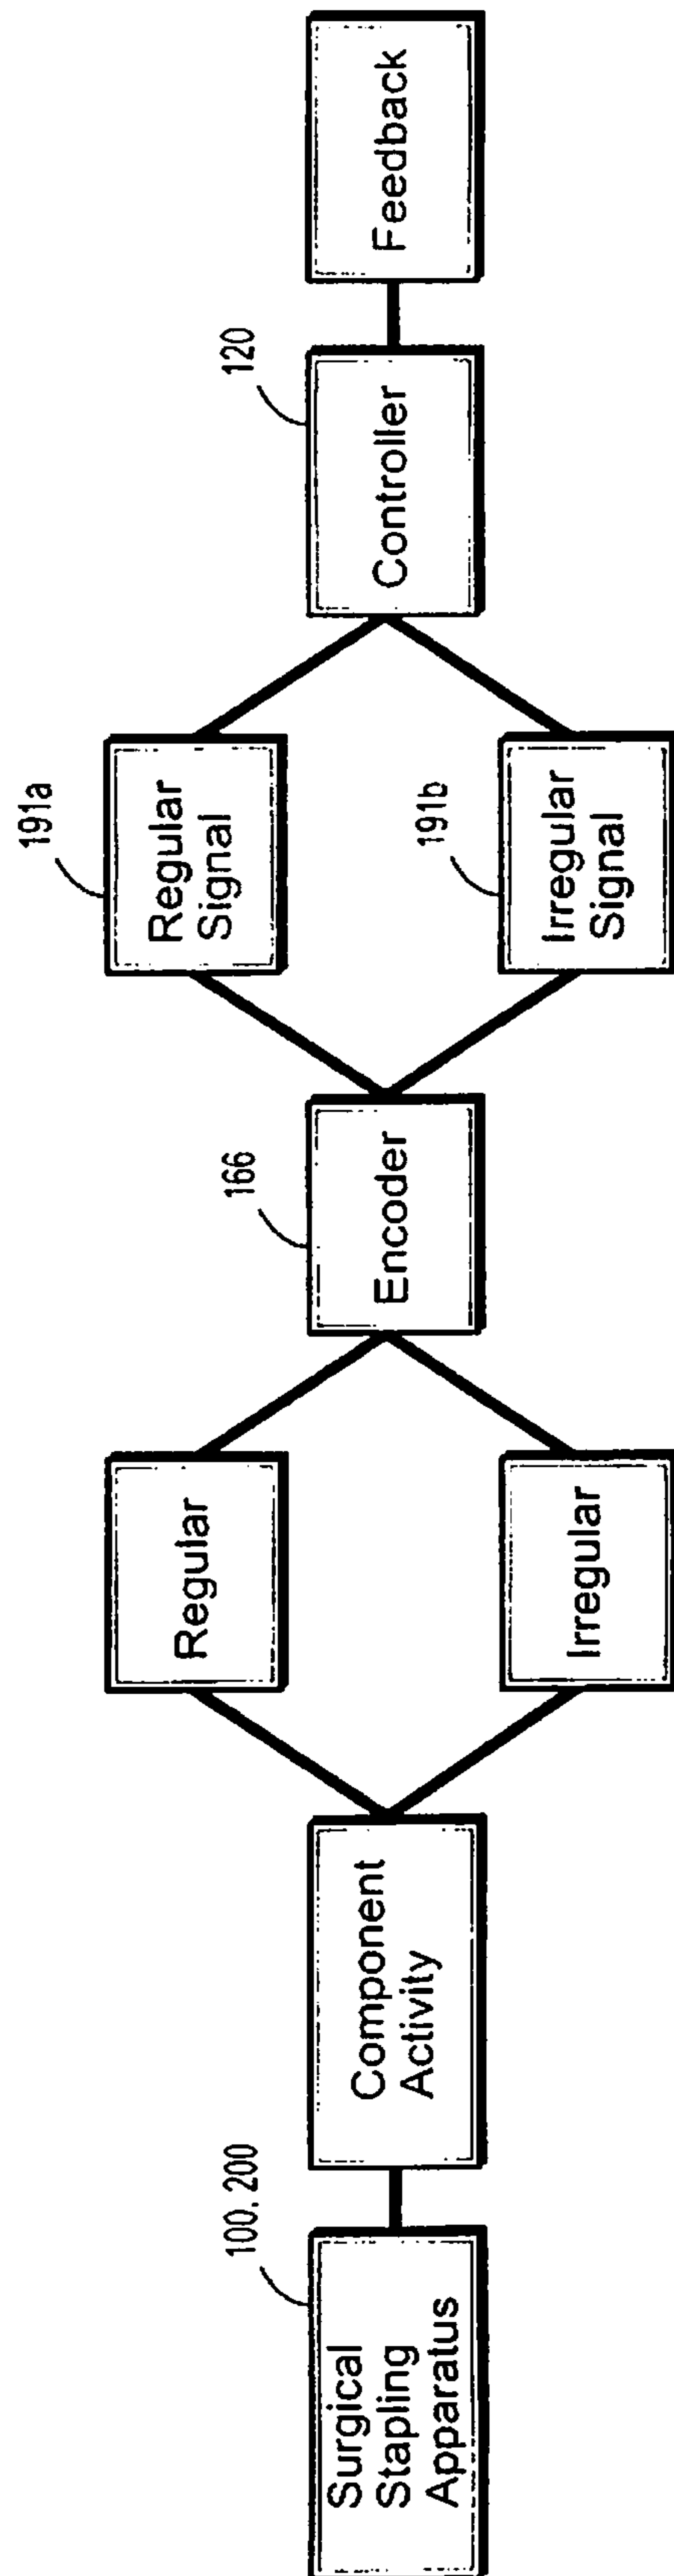 100, 200
Surgical
Stapling
Apparatus
Component
Activity
Regular
Irregular
166
Encoder
191a
Regular
Signal
191b
Irregular
Signal
120
Controller
Feedback